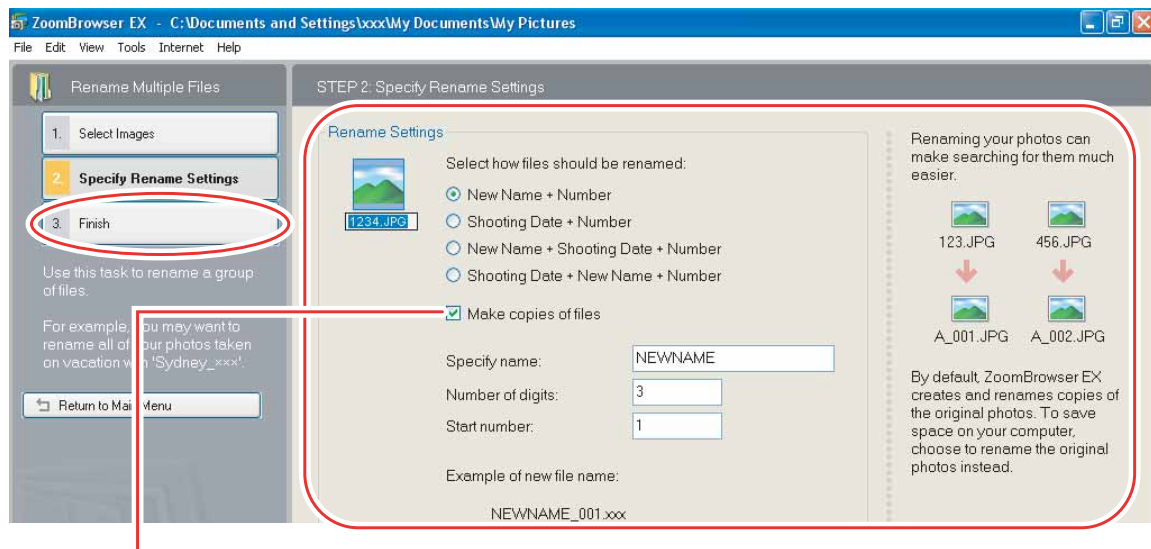 ZoomBrowser EX - C:\Documents and Settings\xxx\My Documents\My Pictures
File Edit View Tools Internet Help
Rename Multiple Files
1. Select Images
2. Specify Rename Settings
3. Finish
Use this task to rename a group
of files.
For example, you may want to
rename all of your photos taken
on vacation with 'Sydney_×××'.
Return to Main Menu
STEP 2: Specify Rename Settings
Rename Settings
1234.JPG
Select how files should be renamed:
New Name + Number
Shooting Date + Number
New Name + Shooting Date + Number
Shooting Date + New Name + Number
Make copies of files
Specify name: NEWNAME
Number of digits: 3
Start number: 1
Example of new file name:
NEWNAME_001.xxx
Renaming your photos can
make searching for them much
easier.
123.JPG 456.JPG
A_001.JPG A_002.JPG
By default, ZoomBrowser EX
creates and renames copies of
the original photos. To save
space on your computer,
choose to rename the original
photos instead.